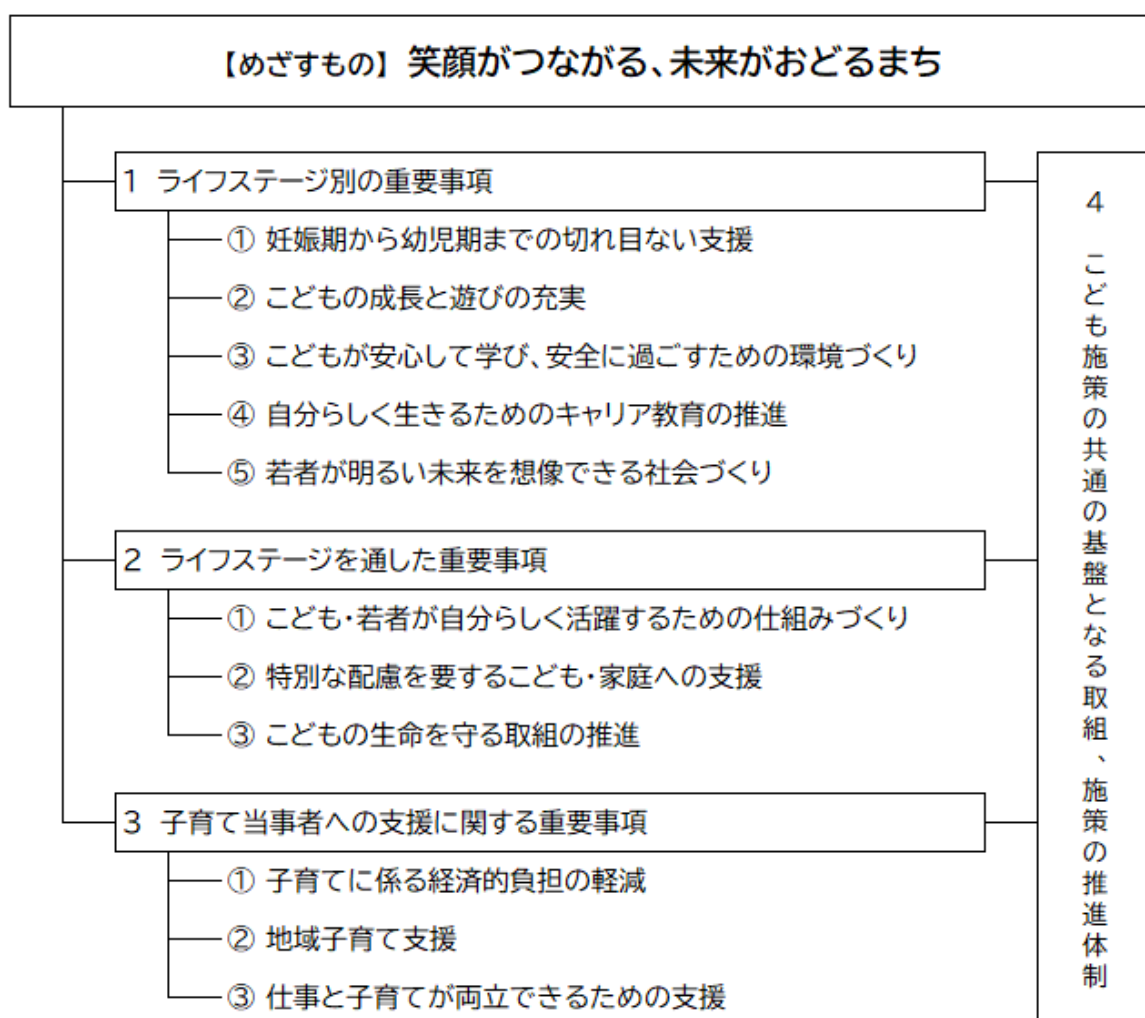 【めざすもの】 笑顔がつながる、未来がおどるまち
1 ライフステージ別の重要事項
① 妊娠期から幼児期までの切れ目ない支援
② こどもの成長と遊びの充実
③ こどもが安心して学び、安全に過ごすための環境づくり
④ 自分らしく生きるためのキャリア教育の推進
⑤ 若者が明るい未来を想像できる社会づくり
2 ライフステージを通した重要事項
① こども・若者が自分らしく活躍するための仕組みづくり
② 特別な配慮を要するこども・家庭への支援
③ こどもの生命を守る取組の推進
3 子育て当事者への支援に関する重要事項
① 子育てに係る経済的負担の軽減
② 地域子育て支援
③ 仕事と子育てが両立できるための支援
4 こども施策の共通の基盤となる取組、施策の推進体制